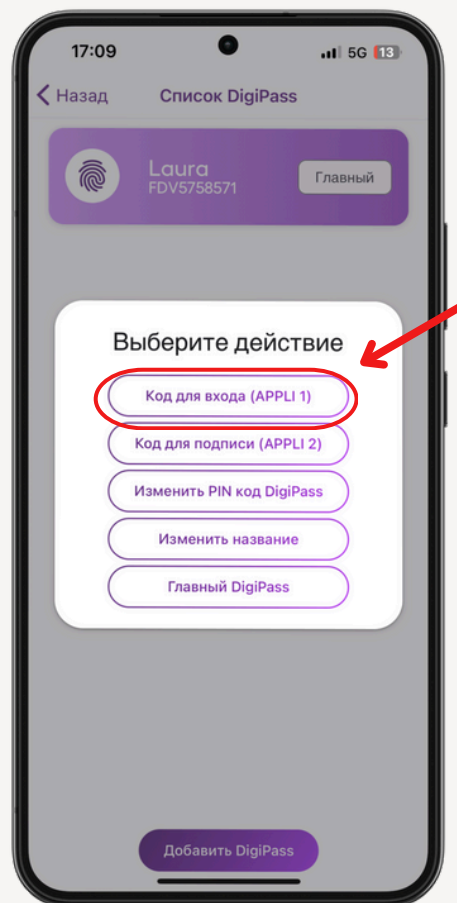 17:09
5G 13
Назад
Список DigiPass
Laura
FDV5758571
Главный
Выберите действие
Код для входа (APPLI 1)
Код для подписи (APPLI 2)
Изменить PIN код DigiPass
Изменить название
Главный DigiPass
Добавить DigiPass